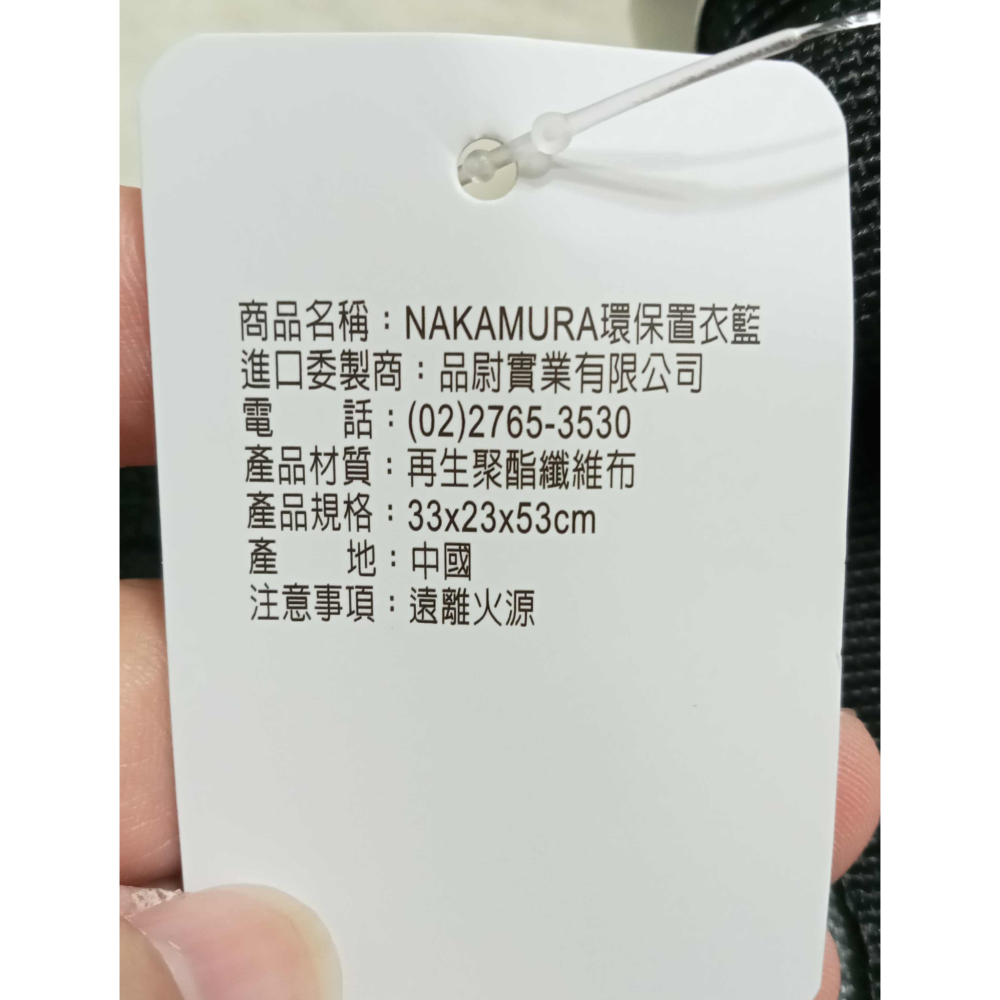 商品名稱：NAKAMURA環保置衣籃
進口委製商：品尉實業有限公司
電　　話：(02)2765-3530
產品材質：再生聚酯纖維布
產品規格：33x23x53cm
產　　地：中國
注意事項：遠離火源